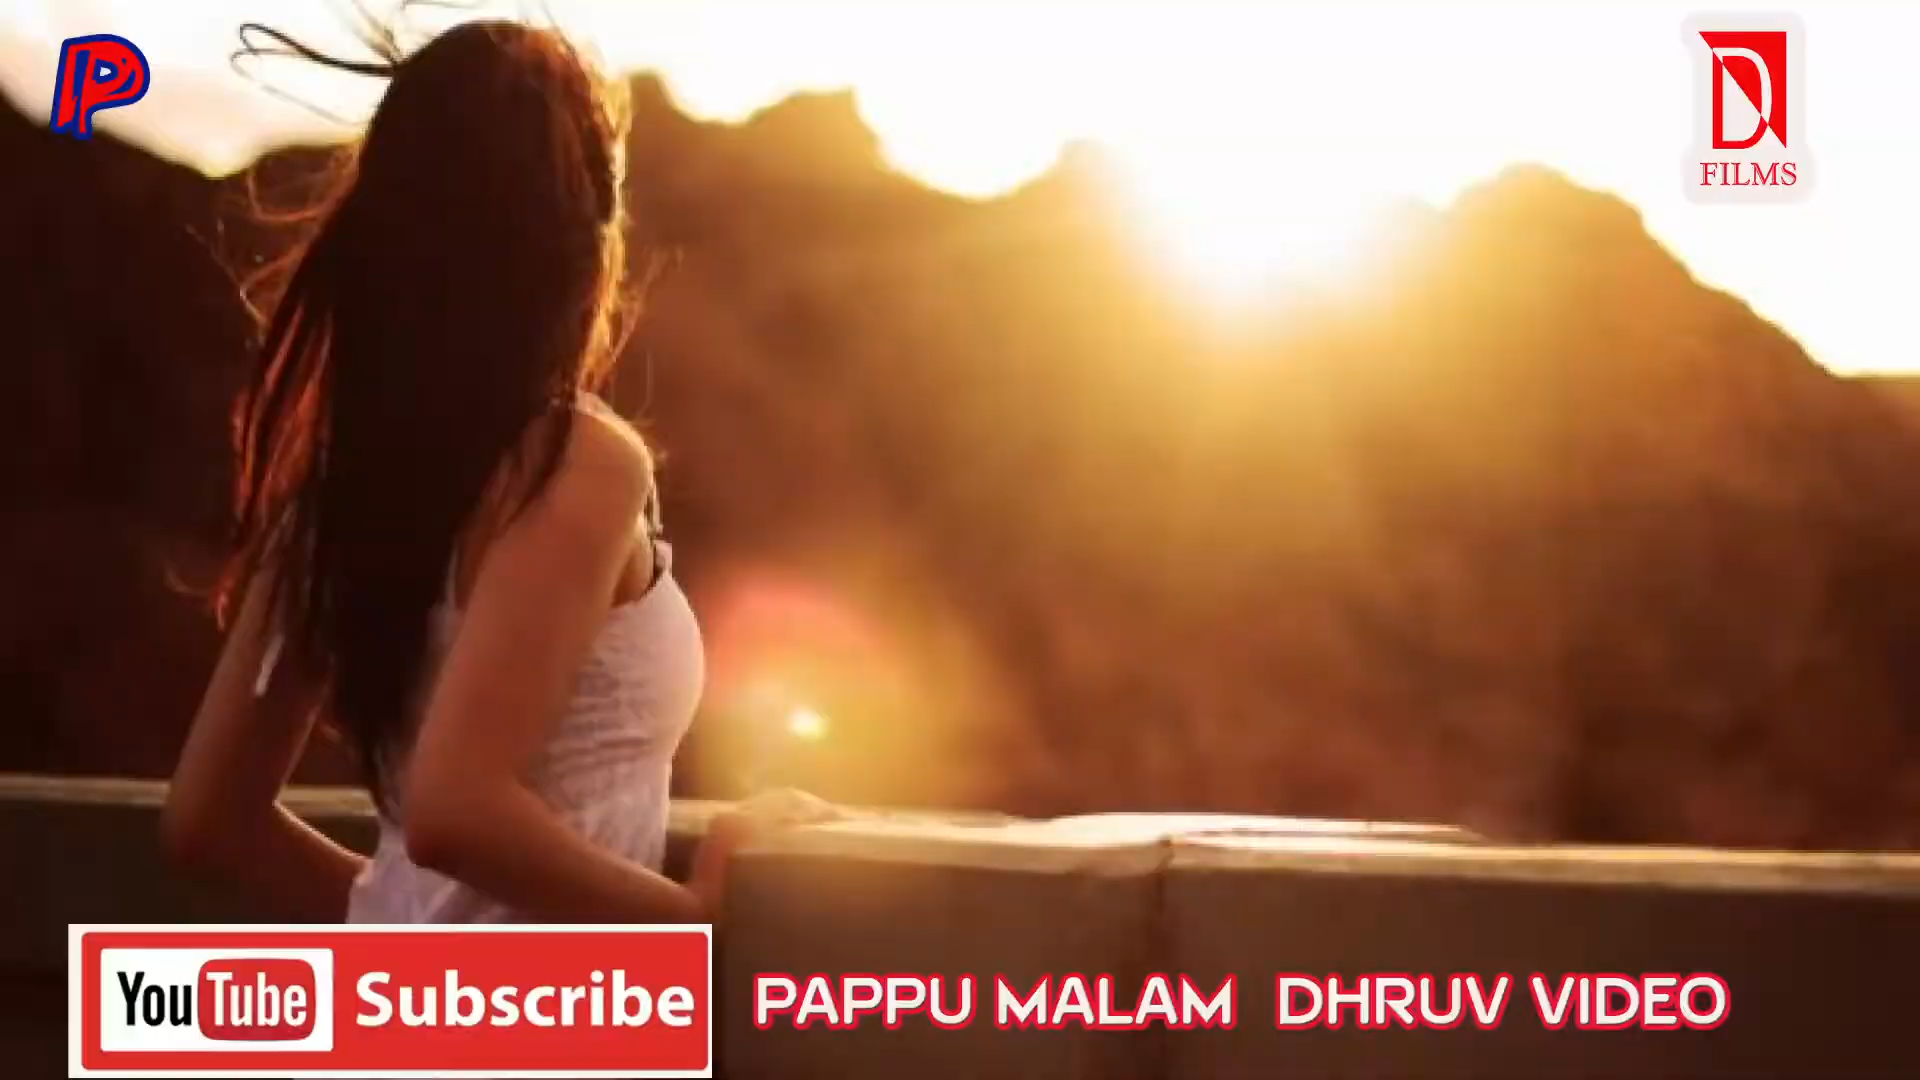 P
D
FILMS
YouTube Subscribe
PAPPU MALAM DHRUV VIDEO